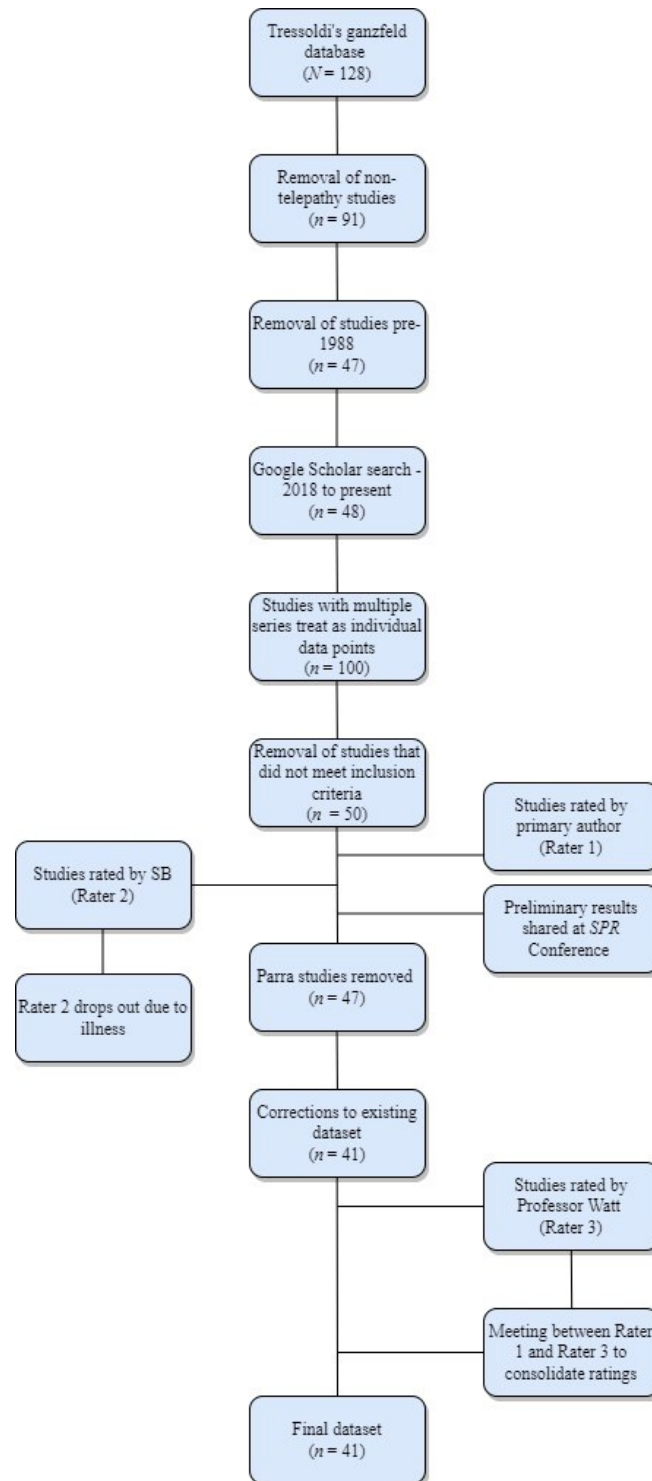 Tressoldi's ganzfeld
database
(N = 128)
Removal of non-
telepathy studies
(n = 91)
Removal of studies pre-
1988
(n = 47)
Google Scholar search -
2018 to present
(n = 48)
Studies with multiple
series treat as individual
data points
(n = 100)
Removal of studies that
did not meet inclusion
criteria
(n = 50)
Studies rated by
primary author
(Rater 1)
Studies rated by SB
(Rater 2)
Preliminary results
shared at SPR
Conference
Rater 2 drops out due to
illness
Parra studies removed
(n = 47)
Corrections to existing
dataset
(n = 41)
Studies rated by
Professor Watt
(Rater 3)
Meeting between Rater
1 and Rater 3 to
consolidate ratings
Final dataset
(n = 41)